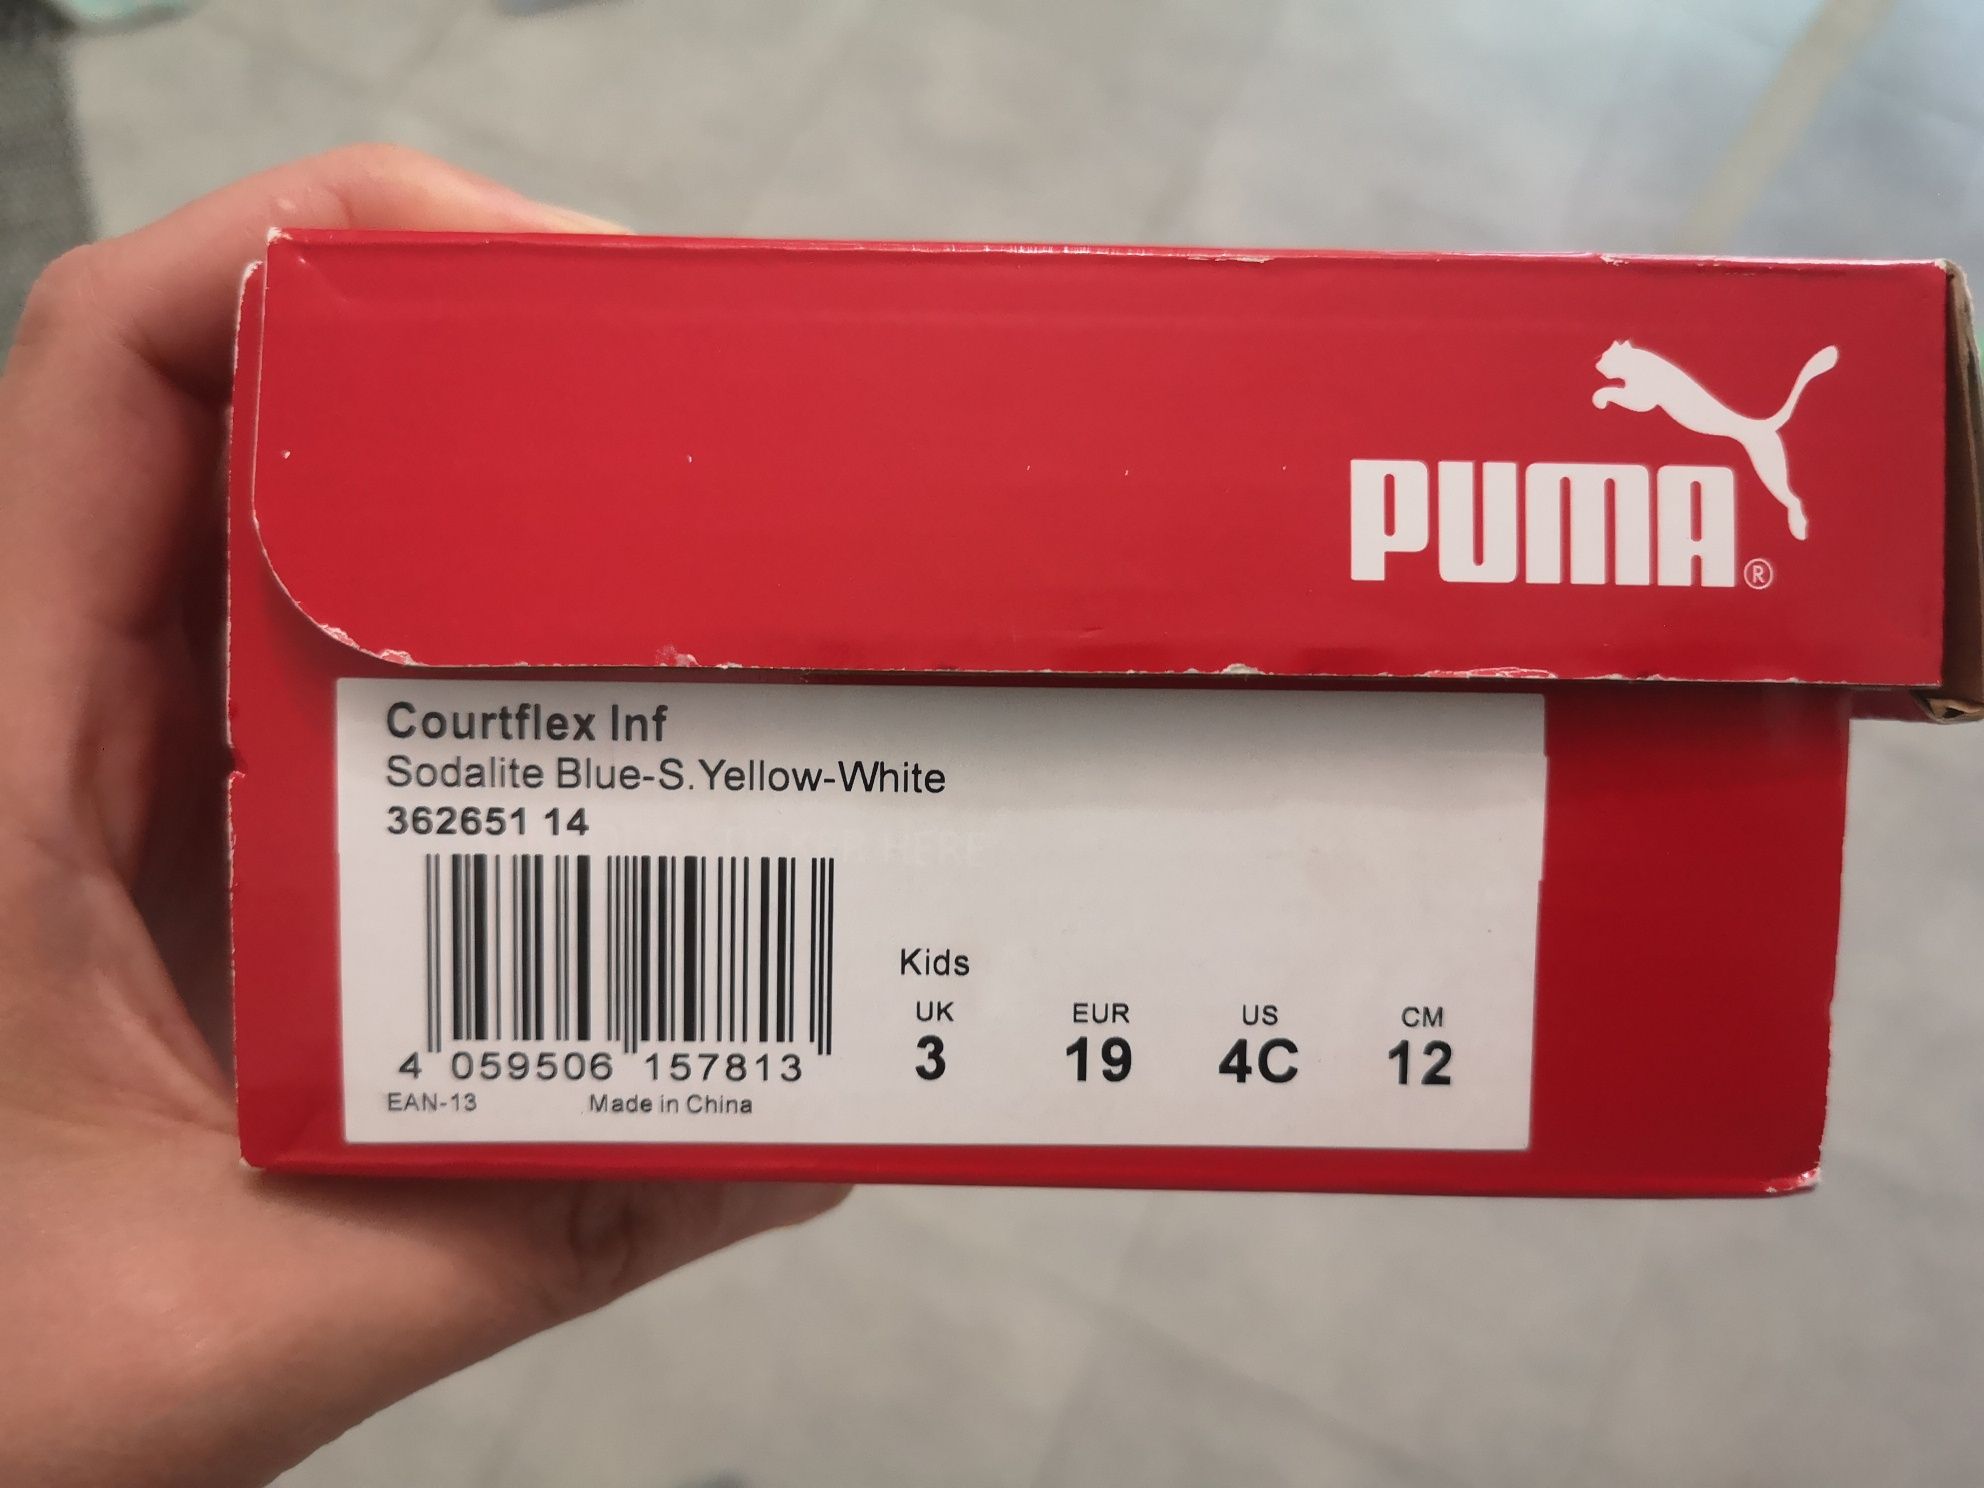 PUMA®
Courtflex Inf
Sodalite Blue-S.Yellow-White
362651 14
4 059506 157813
EAN-13 Made in China
Kids
UK EUR US CM
3 19 4C 12